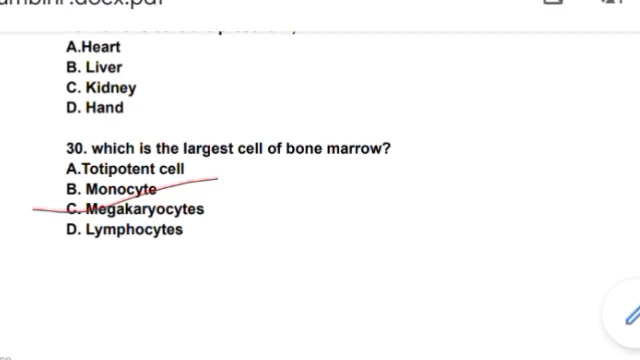 A.Heart
B. Liver
C. Kidney
D. Hand
30. which is the largest cell of bone marrow?
A.Totipotent cell
B. Monocyte
C. Megakaryocytes
D. Lymphocytes